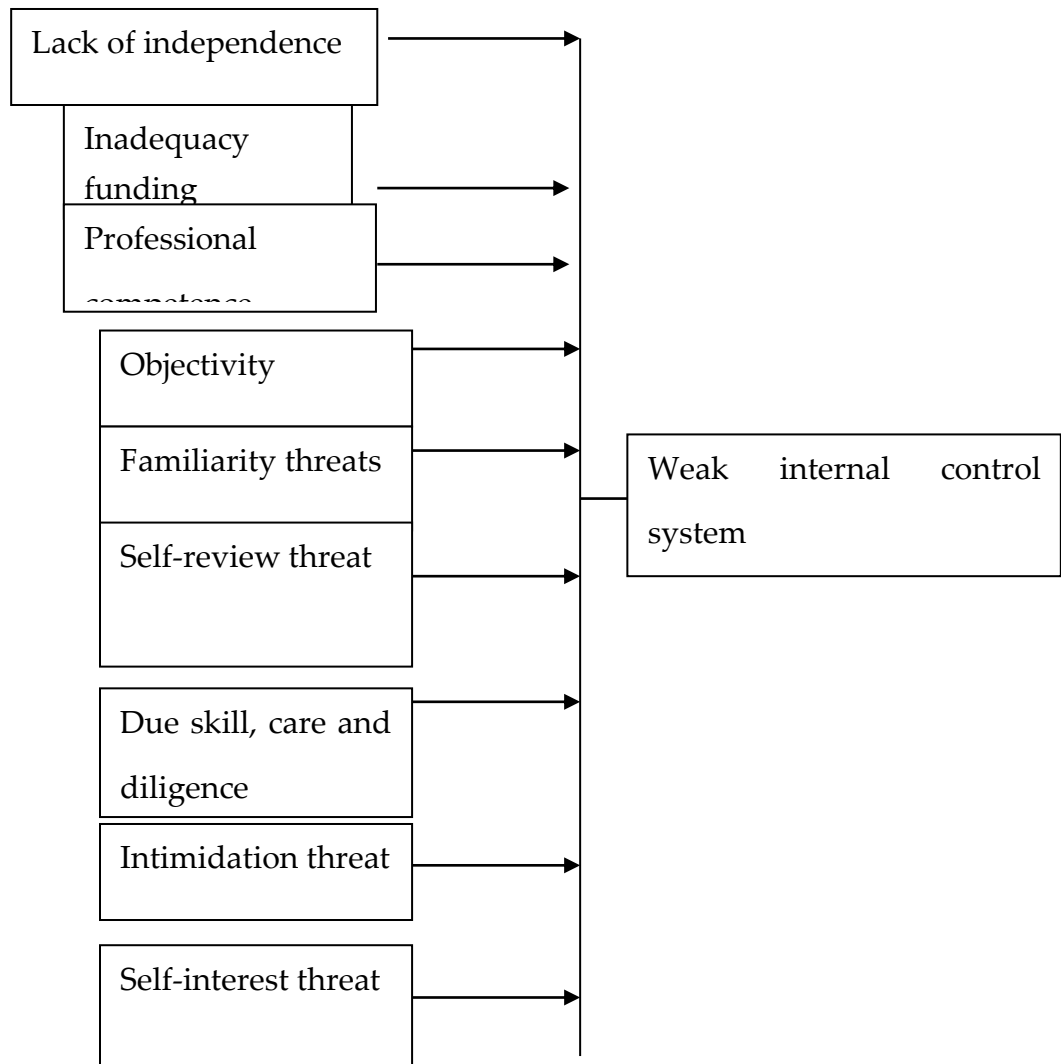 Lack of independence
Inadequacy
funding
Professional
competence
Objectivity
Familiarity threats
Weak internal control
system
Self-review threat
Due skill, care and
diligence
Intimidation threat
Self-interest threat